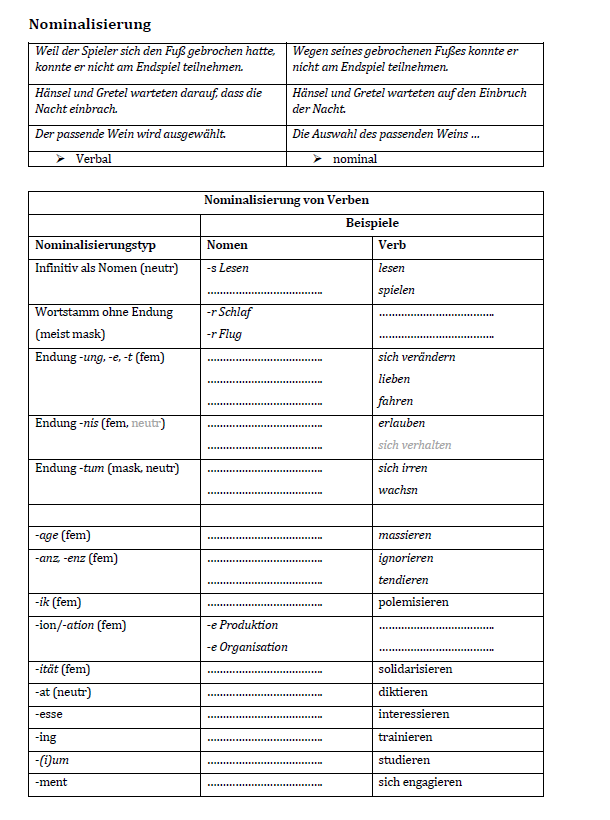 Nominalisierung
Weil der Spieler sich den Fuß gebrochen hatte,
konnte er nicht am Endspiel teilnehmen.
Wegen seines gebrochenen Fußes konnte er
nicht am Endspiel teilnehmen.
Hänsel und Gretel warteten darauf, dass die
Nacht einbrach.
Hänsel und Gretel warteten auf den Einbruch
der Nacht.
Der passende Wein wird ausgewählt.
Die Auswahl des passenden Weins ...
➢ Verbal
➢ nominal
Nominalisierung von Verben
Beispiele
Nominalisierungstyp
Nomen
Verb
Infinitiv als Nomen (neutr)
-s Lesen
lesen
.....................................
spielen
Wortstamm ohne Endung
-r Schlaf
.....................................
(meist mask)
-r Flug
.....................................
Endung -ung, -e, -t (fem)
.....................................
sich verändern
.....................................
lieben
.....................................
fahren
Endung -nis (fem, neutr)
.....................................
erlauben
.....................................
sich verhalten
Endung -tum (mask, neutr)
.....................................
sich irren
.....................................
wachsn
-age (fem)
.....................................
massieren
-anz, -enz (fem)
.....................................
ignorieren
.....................................
tendieren
-ik (fem)
.....................................
polemisieren
-ion/-ation (fem)
-e Produktion
.....................................
-e Organisation
.....................................
-ität (fem)
.....................................
solidarisieren
-at (neutr)
.....................................
diktieren
-esse
.....................................
interessieren
-ing
.....................................
trainieren
-(i)um
.....................................
studieren
-ment
.....................................
sich engagieren